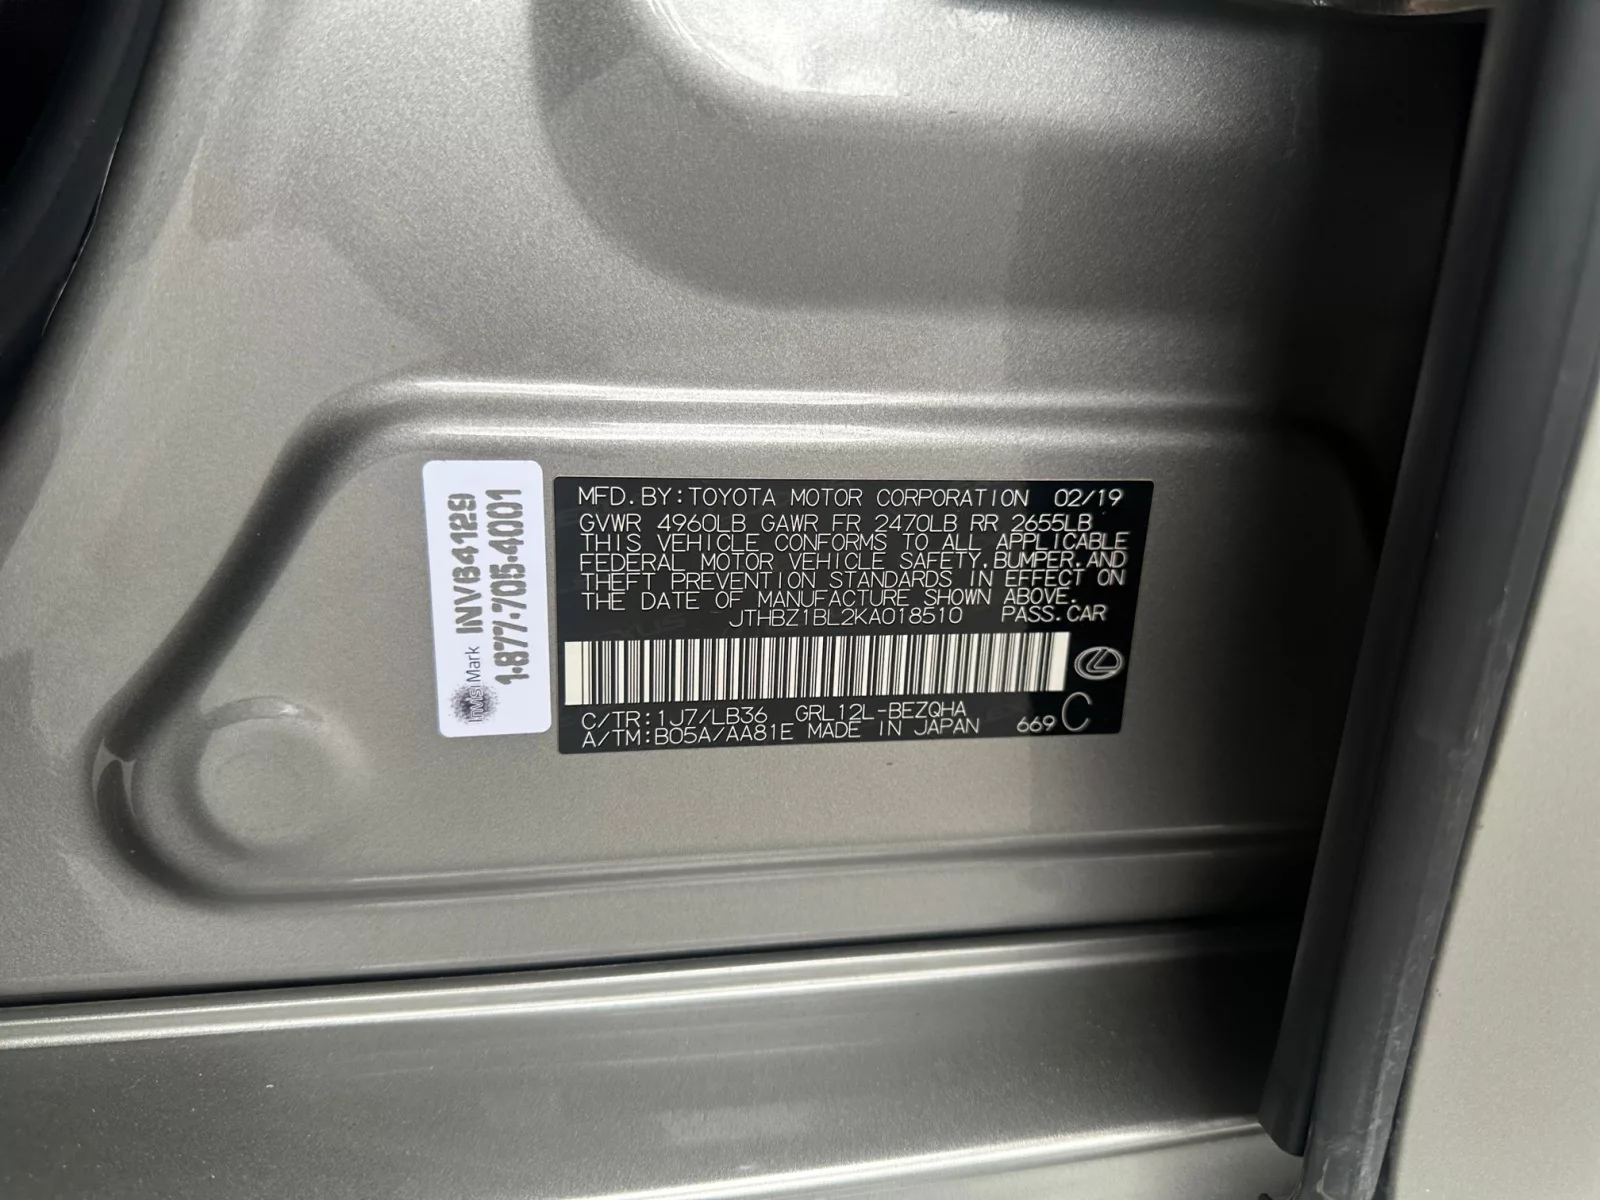 MFD.BY:TOYOTA MOTOR CORPORATION 02/19
GVWR 4960LB GAWR FR 2470LB RR 2655LB
THIS VEHICLE CONFORMS TO ALL APPLICABLE
FEDERAL MOTOR VEHICLE SAFETY,BUMPER,AND
THEFT PREVENTION STANDARDS IN EFFECT ON
THE DATE OF MANUFACTURE SHOWN ABOVE.
JTHBZ1BL2KA018510 PASS.CAR
C/TR:1J7/LB36 GRL12L-BEZQHA
A/TM:B05A/AA81E MADE IN JAPAN 669 C
InvisiMark INV64129
1-877-705-4001